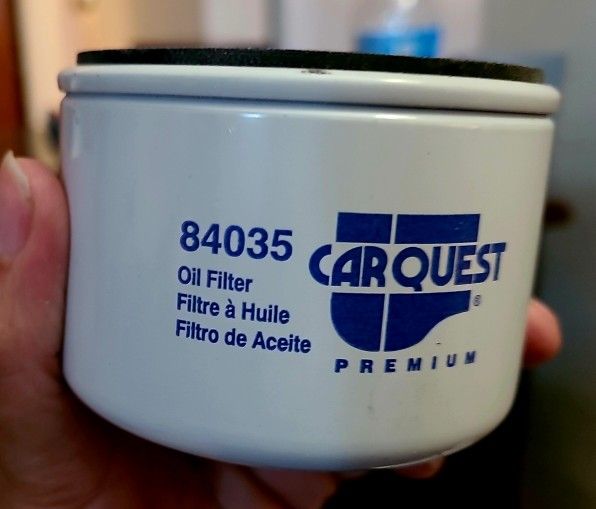 84035
Oil Filter
Filtre à Huile
Filtro de Aceite
CARQUEST®
PREMIUM